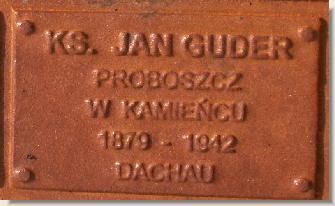 KS. JAN GUDER
PROBOSZCZ
W KAMIEŃCU
1879 - 1942
DACHAU